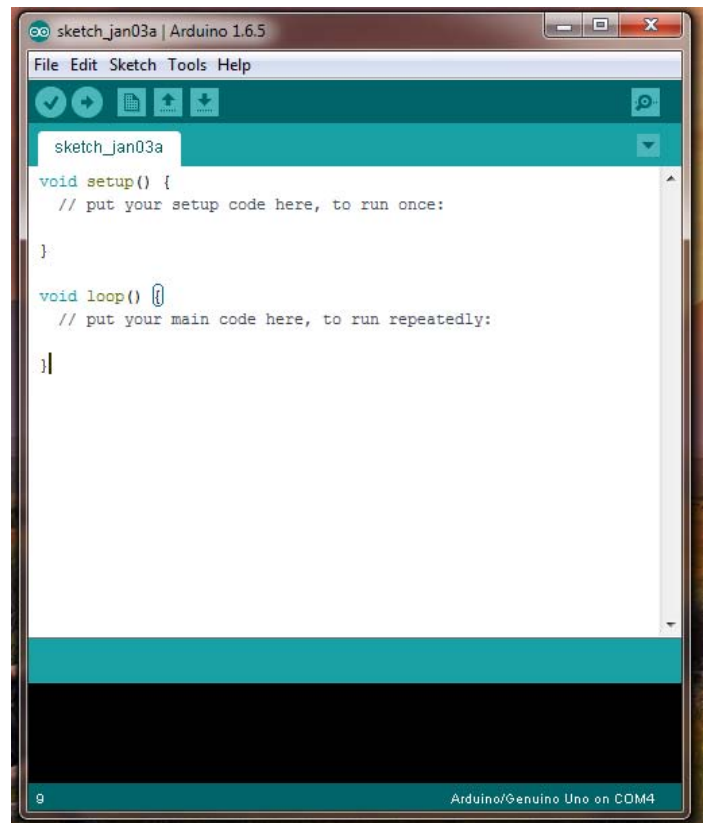 sketch_jan03a | Arduino 1.6.5
File Edit Sketch Tools Help
sketch_jan03a
void setup() {
  // put your setup code here, to run once:

}

void loop() {
  // put your main code here, to run repeatedly:

}
9 Arduino/Genuino Uno on COM4